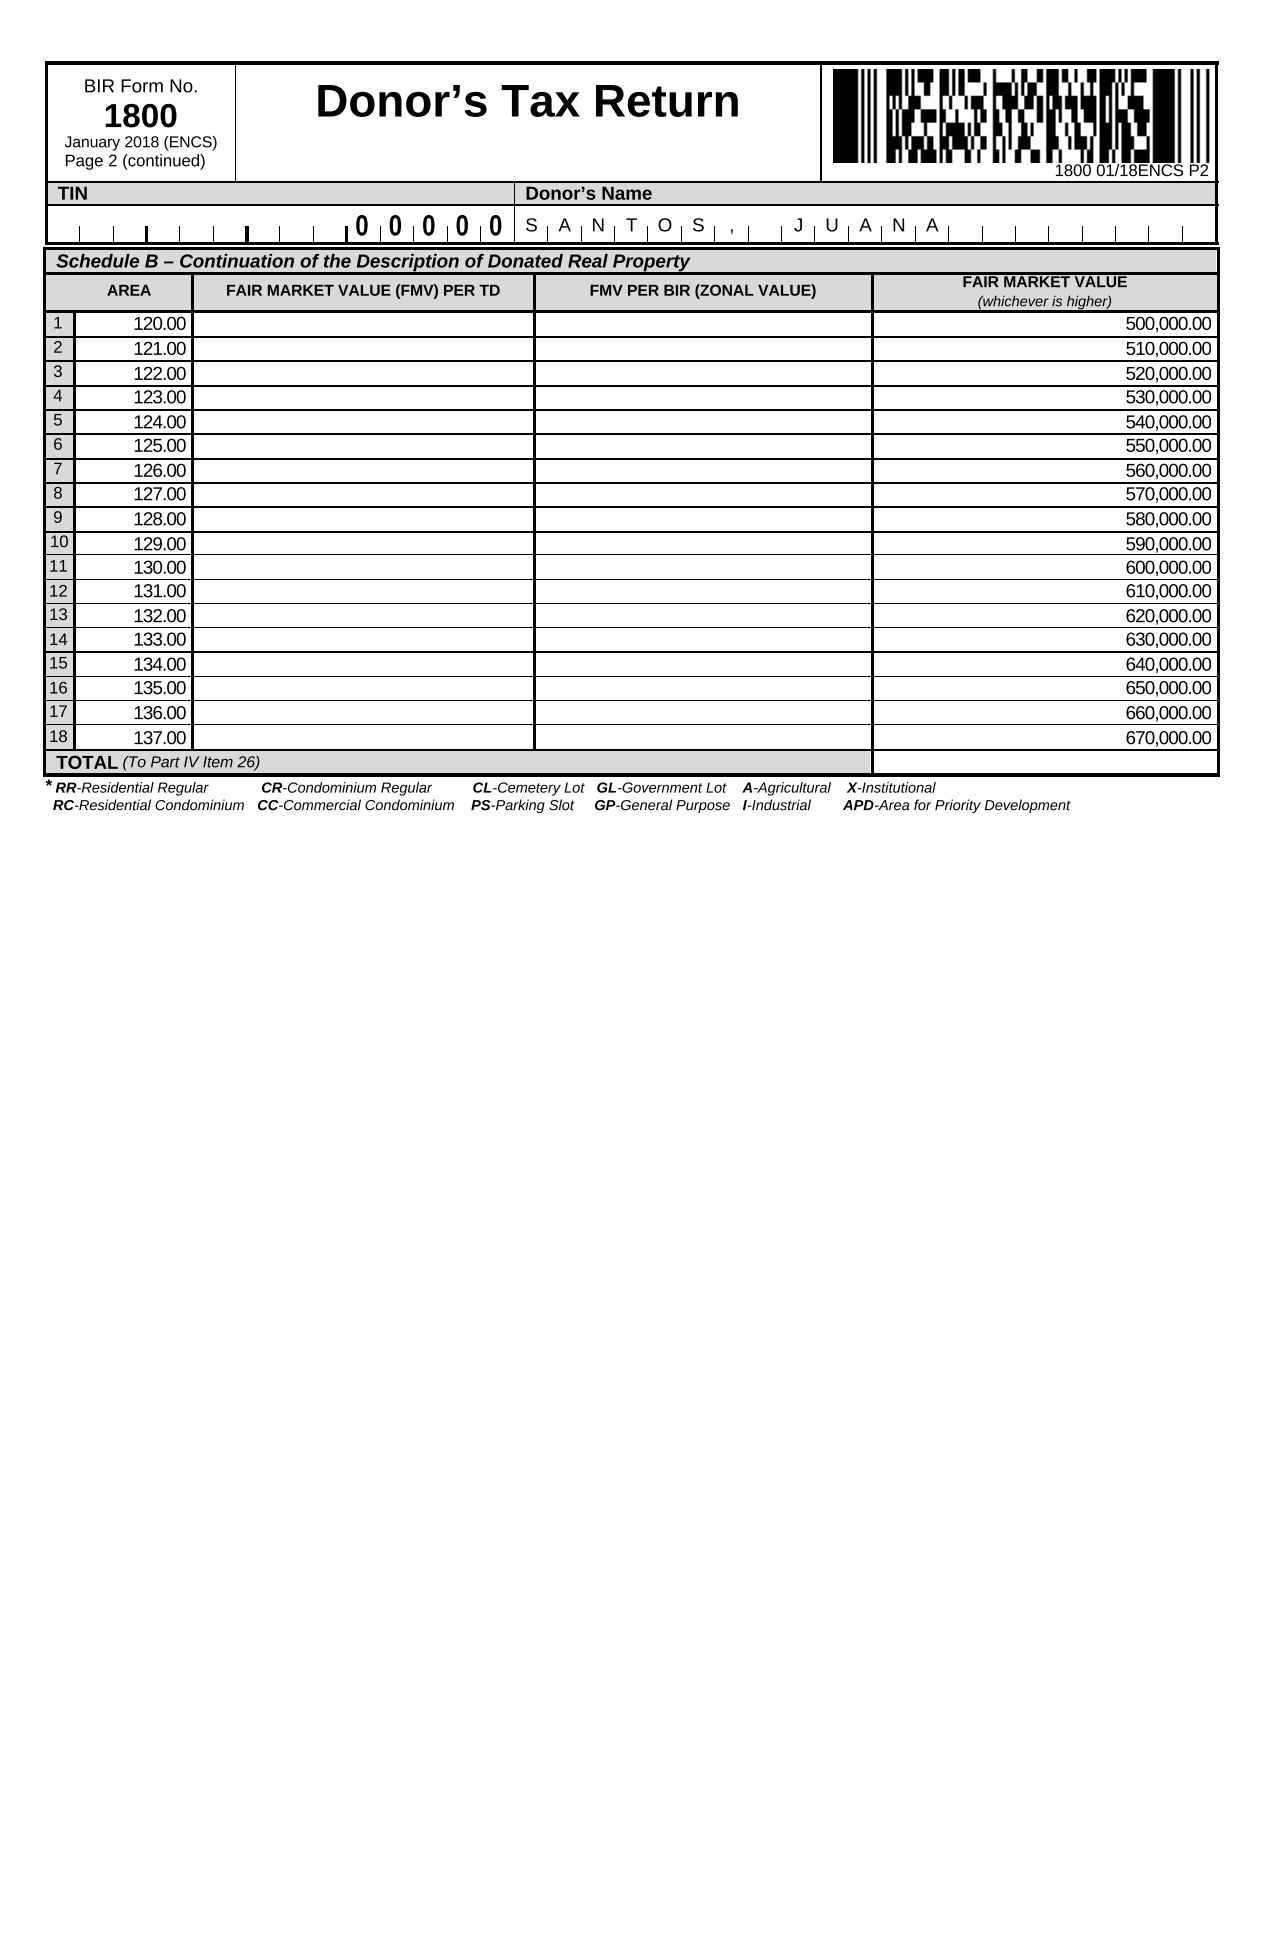 BIR Form No.
1800
January 2018 (ENCS)
Page 2 (continued)
Donor’s Tax Return
1800 01/18ENCS P2
TIN Donor’s Name
0 0 0 0 0 S A N T O S , J U A N A
Schedule B – Continuation of the Description of Donated Real Property
AREA FAIR MARKET VALUE (FMV) PER TD FMV PER BIR (ZONAL VALUE) FAIR MARKET VALUE
(whichever is higher)
1 120.00 500,000.00
2 121.00 510,000.00
3 122.00 520,000.00
4 123.00 530,000.00
5 124.00 540,000.00
6 125.00 550,000.00
7 126.00 560,000.00
8 127.00 570,000.00
9 128.00 580,000.00
10 129.00 590,000.00
11 130.00 600,000.00
12 131.00 610,000.00
13 132.00 620,000.00
14 133.00 630,000.00
15 134.00 640,000.00
16 135.00 650,000.00
17 136.00 660,000.00
18 137.00 670,000.00
TOTAL (To Part IV Item 26)
* RR-Residential Regular CR-Condominium Regular CL-Cemetery Lot GL-Government Lot A-Agricultural X-Institutional
RC-Residential Condominium CC-Commercial Condominium PS-Parking Slot GP-General Purpose I-Industrial APD-Area for Priority Development